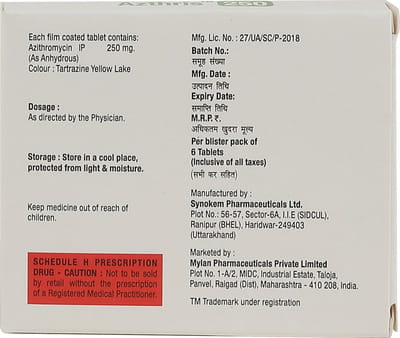 Azithris 250
Each film coated tablet contains:
Azithromycin IP 250 mg.
(As Anhydrous)
Colour : Tartrazine Yellow Lake
Dosage :
As directed by the Physician.
Storage : Store in a cool place,
protected from light & moisture.
Keep medicine out of reach of
children.
SCHEDULE H PRESCRIPTION
DRUG - CAUTION : Not to be sold
by retail without the prescription
of a Registered Medical Practitioner.
Mfg. Lic. No. : 27/UA/SC/P-2018
Batch No.:
समूह संख्या
Mfg. Date :
उत्पादन तिथि
Expiry Date:
समाप्ति तिथि
M.R.P. ₹.
अधिकतम खुदरा मूल्य
Per blister pack of
6 Tablets
(Inclusive of all taxes)
(सभी कर सहित)
Manufactured by :
Synokem Pharmaceuticals Ltd.
Plot No.: 56-57, Sector-6A, I.I.E (SIDCUL),
Ranipur (BHEL), Haridwar-249403
(Uttarakhand)
Marketed by :
Mylan Pharmaceuticals Private Limited
Plot No. 1-A/2, MIDC, Industrial Estate, Taloja,
Panvel, Raigad (Dist), Maharashtra - 410 208, India.
TM Trademark under registration